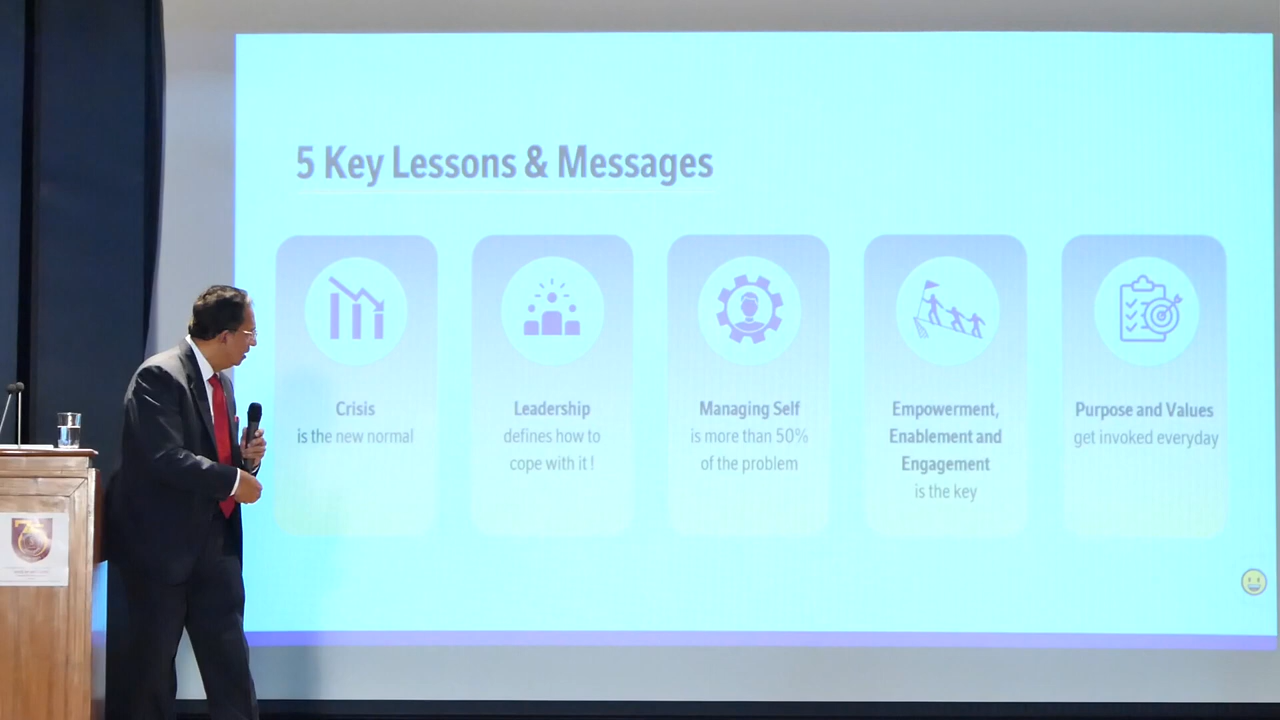 5 Key Lessons & Messages
Crisis
is the new normal
Leadership
defines how to
cope with it !
Managing Self
is more than 50%
of the problem
Empowerment,
Enablement and
Engagement
is the key
Purpose and Values
get invoked everyday
75